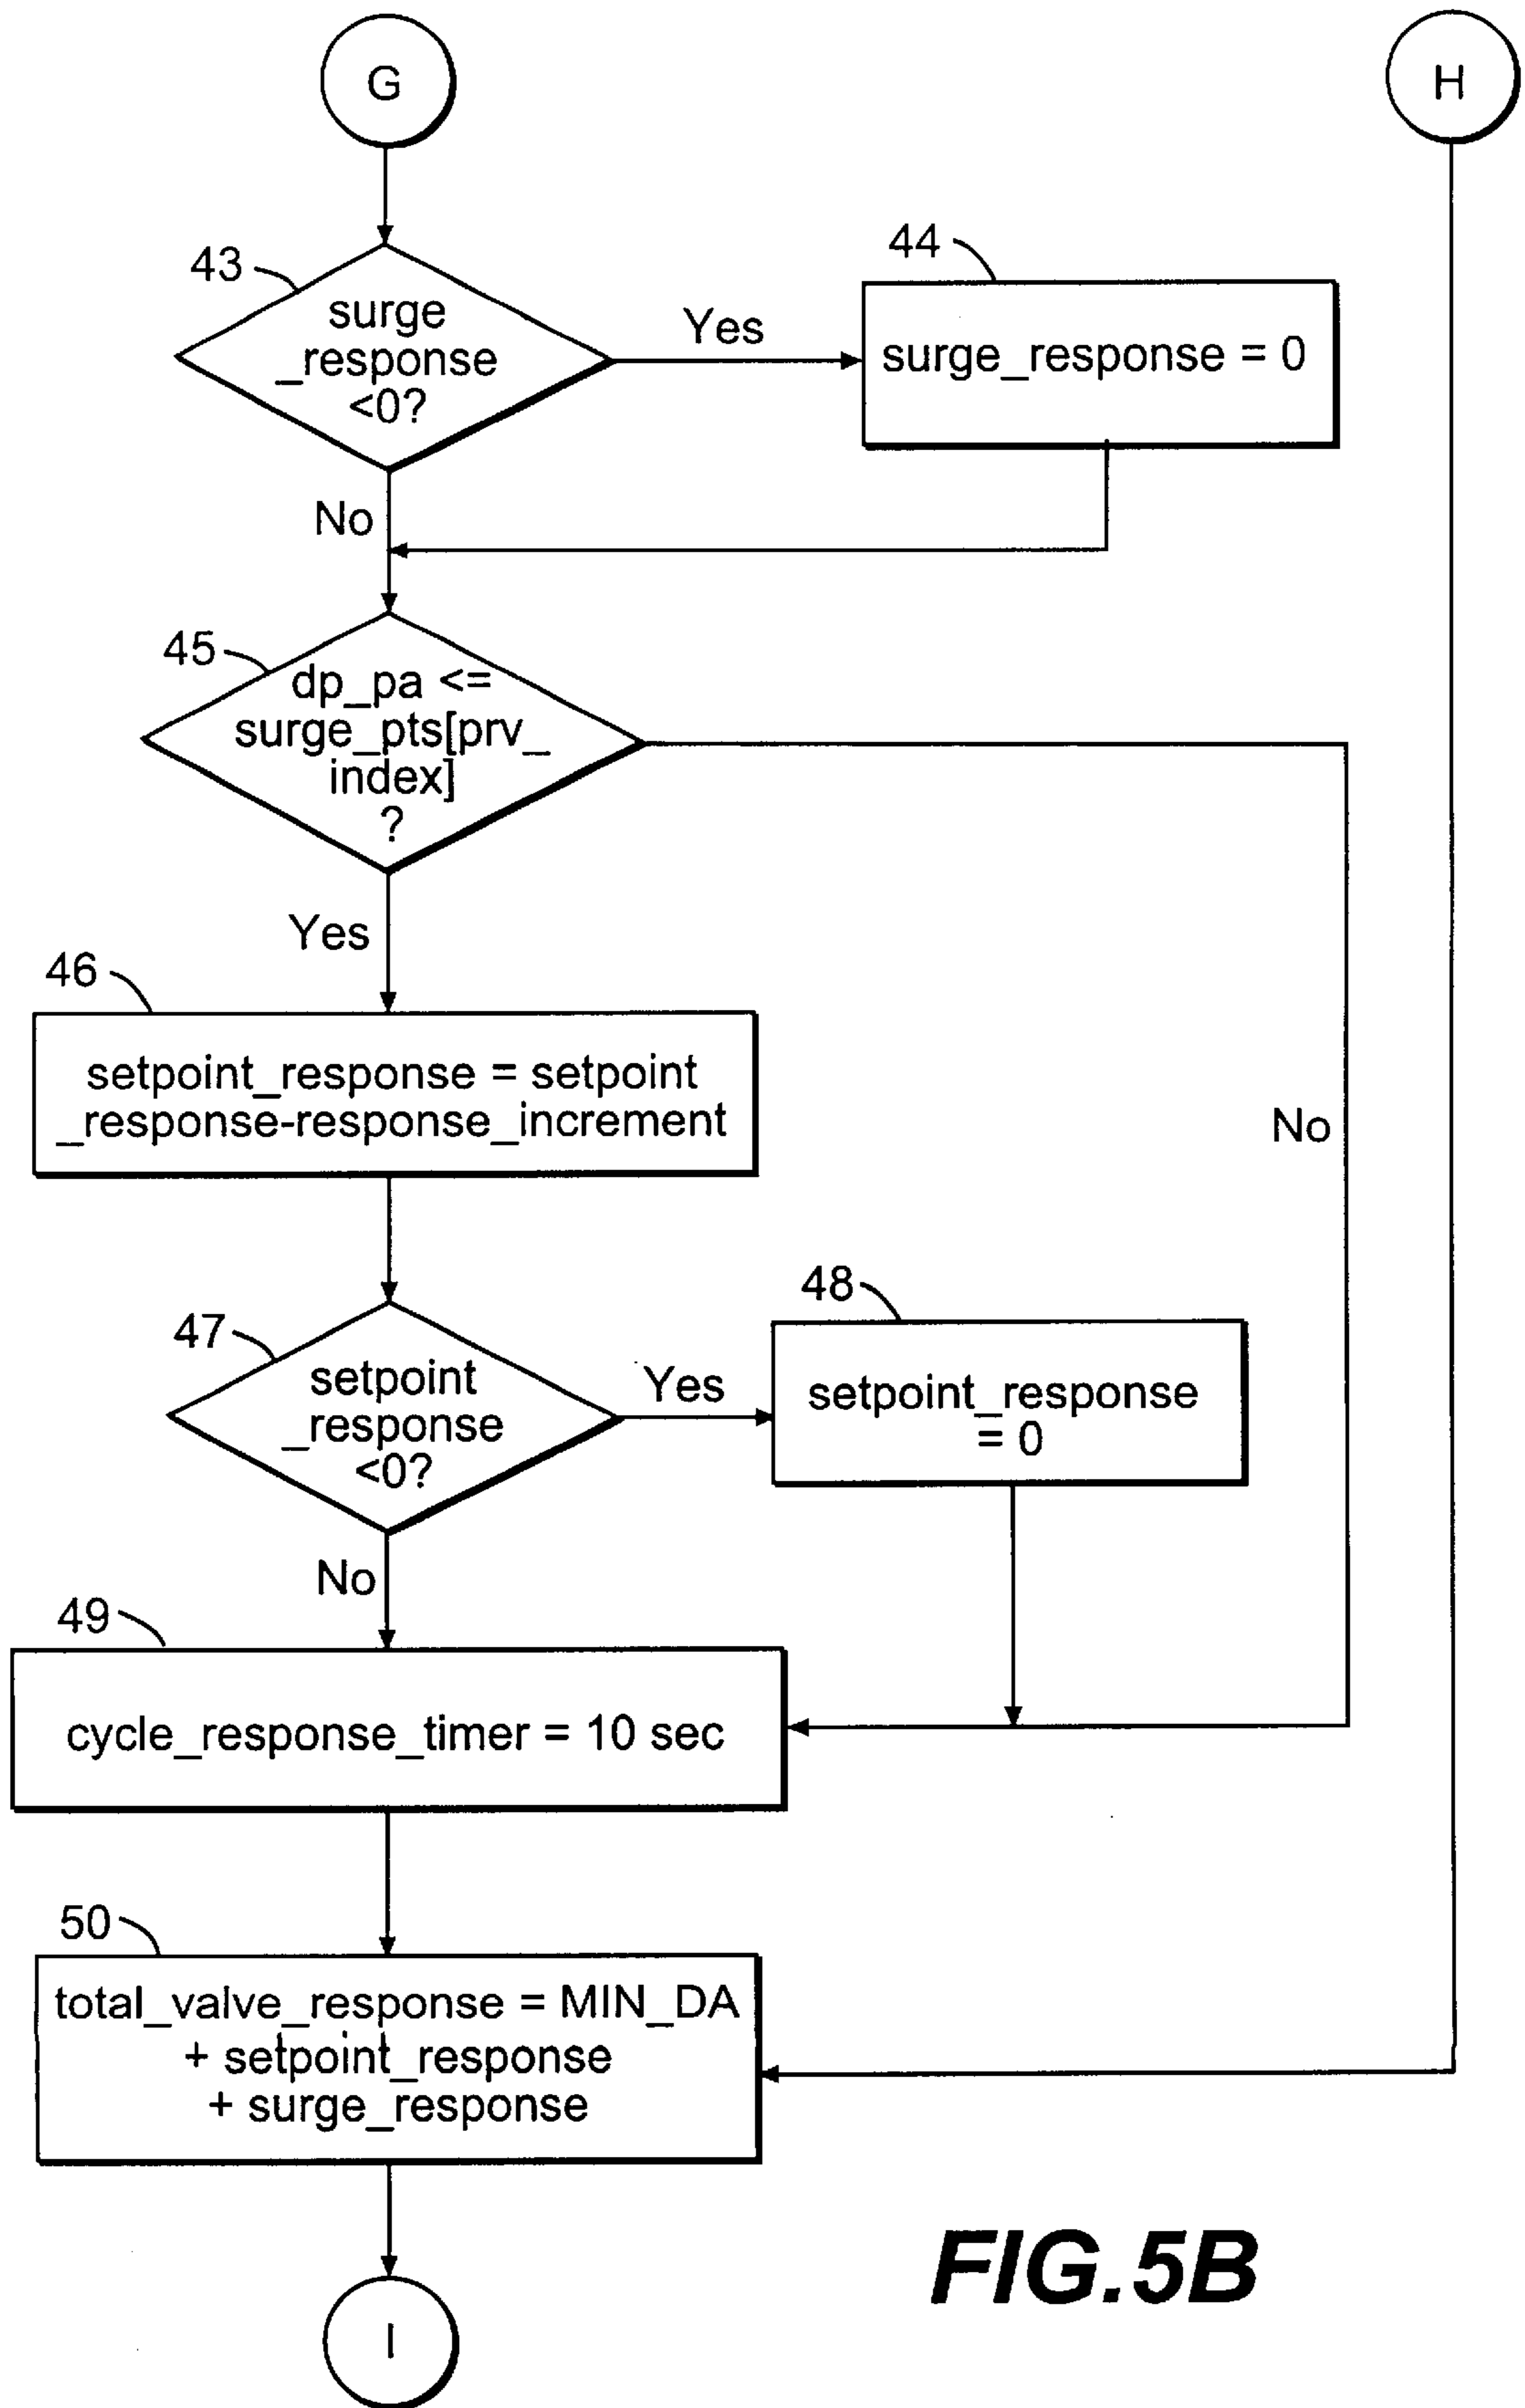 G
H
43
surge
_response
<0?
Yes
44
surge_response = 0
No
45
dp_pa <=
surge_pts[prv_
index]
?
Yes
No
46
setpoint_response = setpoint
_response-response_increment
47
setpoint
_response
<0?
Yes
48
setpoint_response
= 0
No
49
cycle_response_timer = 10 sec
50
total_valve_response = MIN_DA
+ setpoint_response
+ surge_response
I
FIG.5B